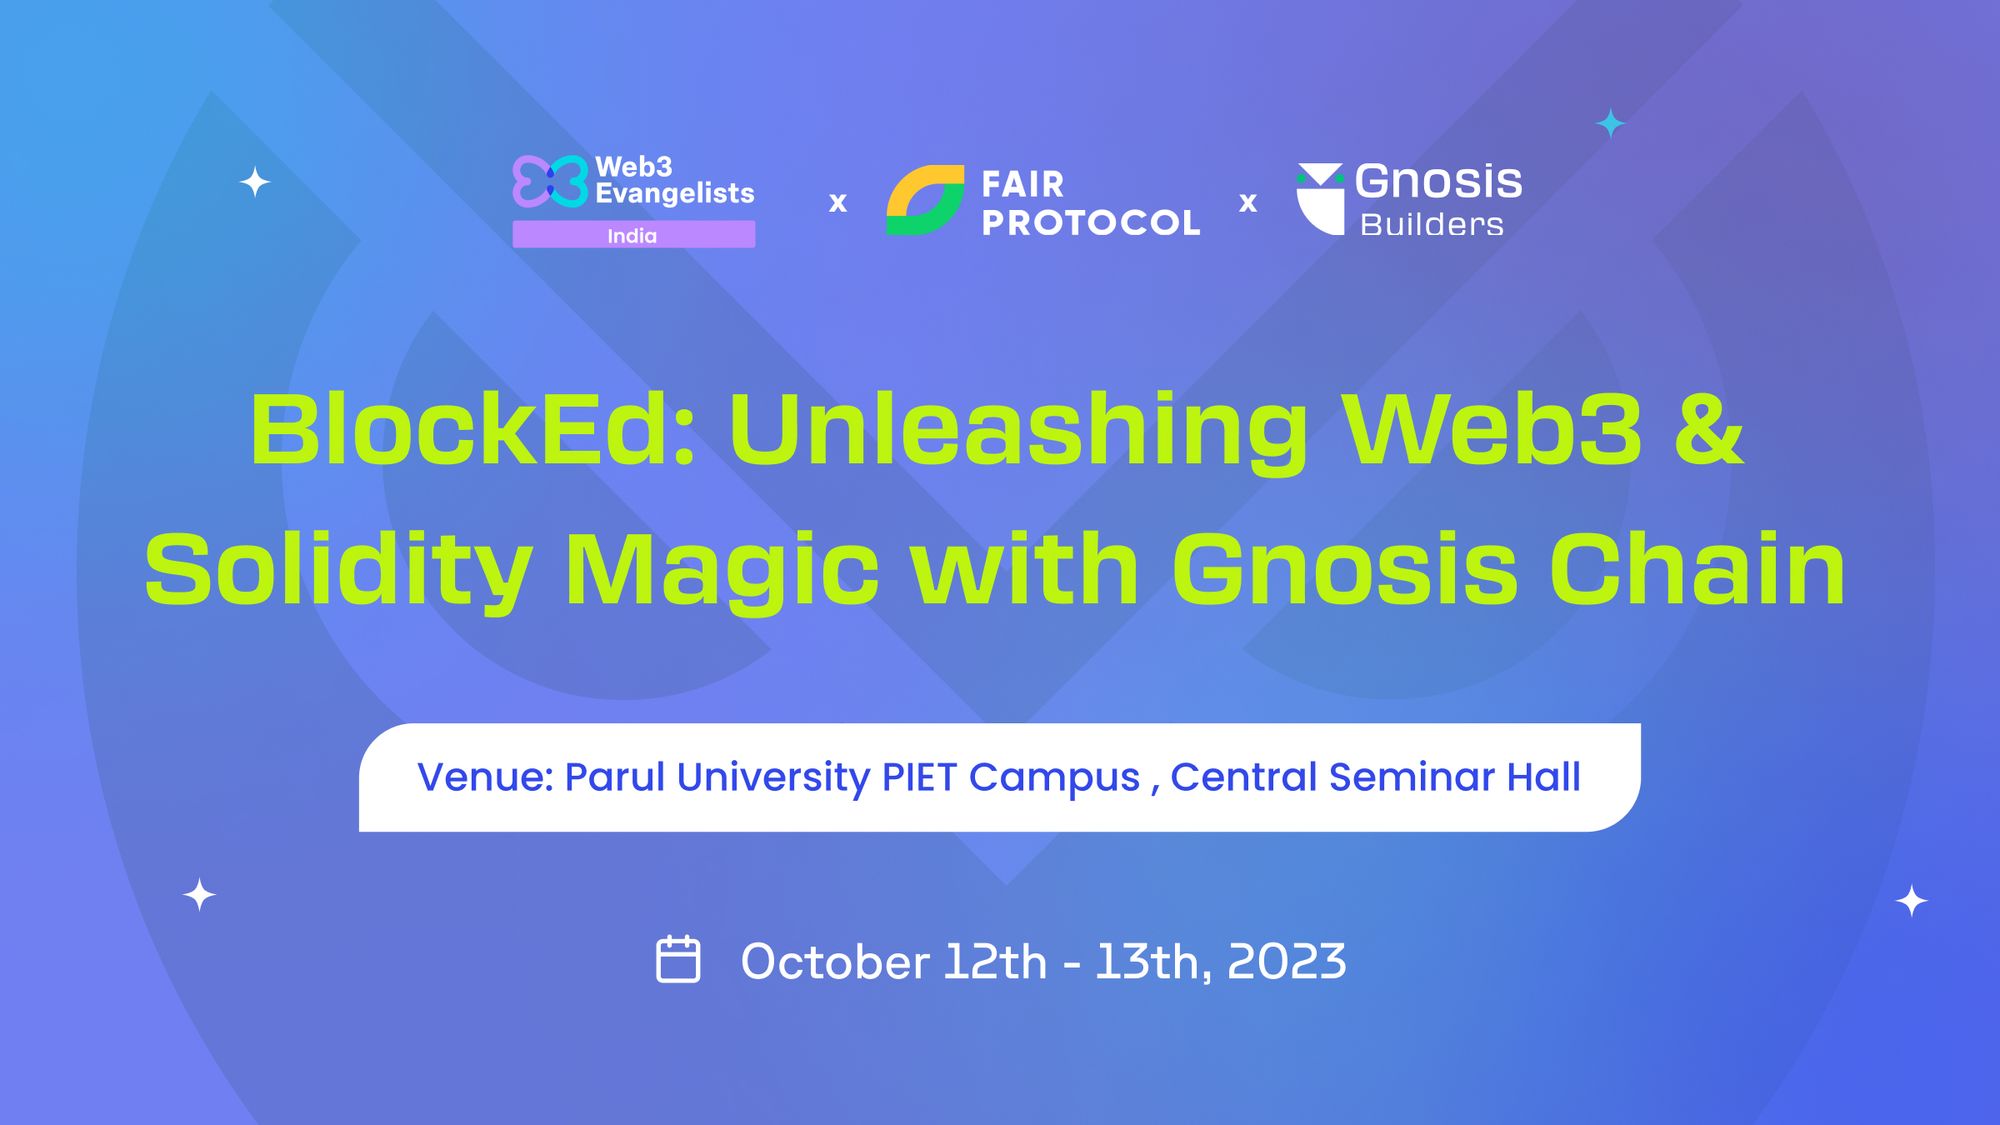 Web3
Evangelists
India
x
FAIR
PROTOCOL
x
Gnosis
Builders
BlockEd: Unleashing Web3 &
Solidity Magic with Gnosis Chain
Venue: Parul University PIET Campus , Central Seminar Hall
October 12th - 13th, 2023